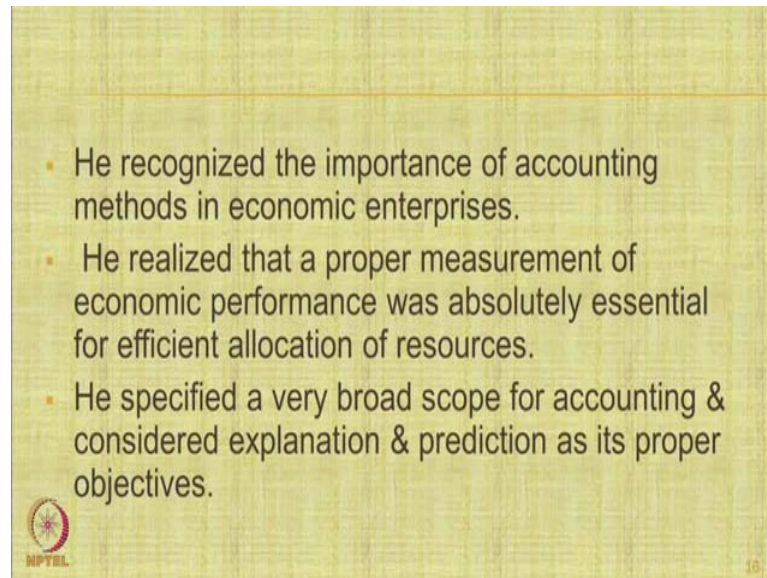 ▪ He recognized the importance of accounting
methods in economic enterprises.
▪ He realized that a proper measurement of
economic performance was absolutely essential
for efficient allocation of resources.
▪ He specified a very broad scope for accounting &
considered explanation & prediction as its proper
objectives.
NPTEL
16